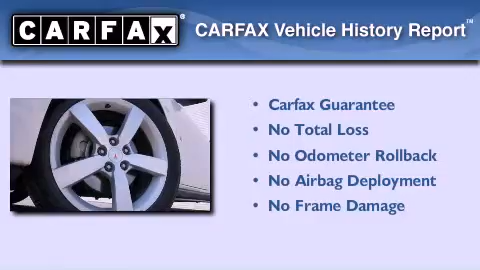 CARFAX®
CARFAX Vehicle History Report™
• Carfax Guarantee
• No Total Loss
• No Odometer Rollback
• No Airbag Deployment
• No Frame Damage